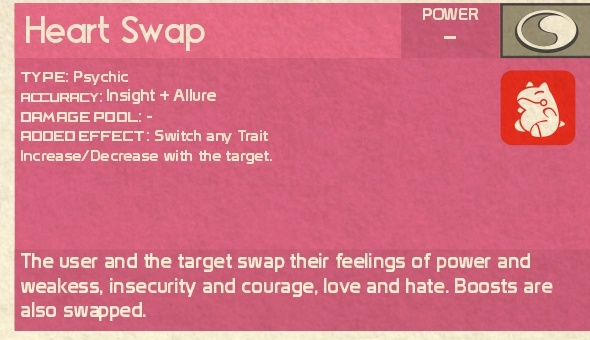 Heart Swap
POWER
–
TYPE: Psychic
ACCURACY: Insight + Allure
DAMAGE POOL: -
ADDED EFFECT: Switch any Trait
Increase/Decrease with the target.
The user and the target swap their feelings of power and
weakess, insecurity and courage, love and hate. Boosts are
also swapped.